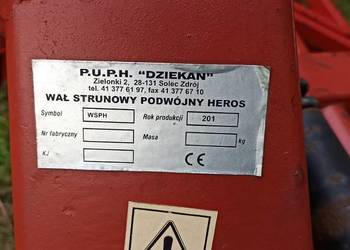 P.U.P.H. "DZIEKAN"
Zielonki 2, 28-131 Solec Zdrój
tel. 41 377 61 97, fax 41 377 67 10
WAŁ STRUNOWY PODWÓJNY HEROS
Symbol WSPH Rok produkcji 201
Nr fabryczny Masa kg
KJ CE